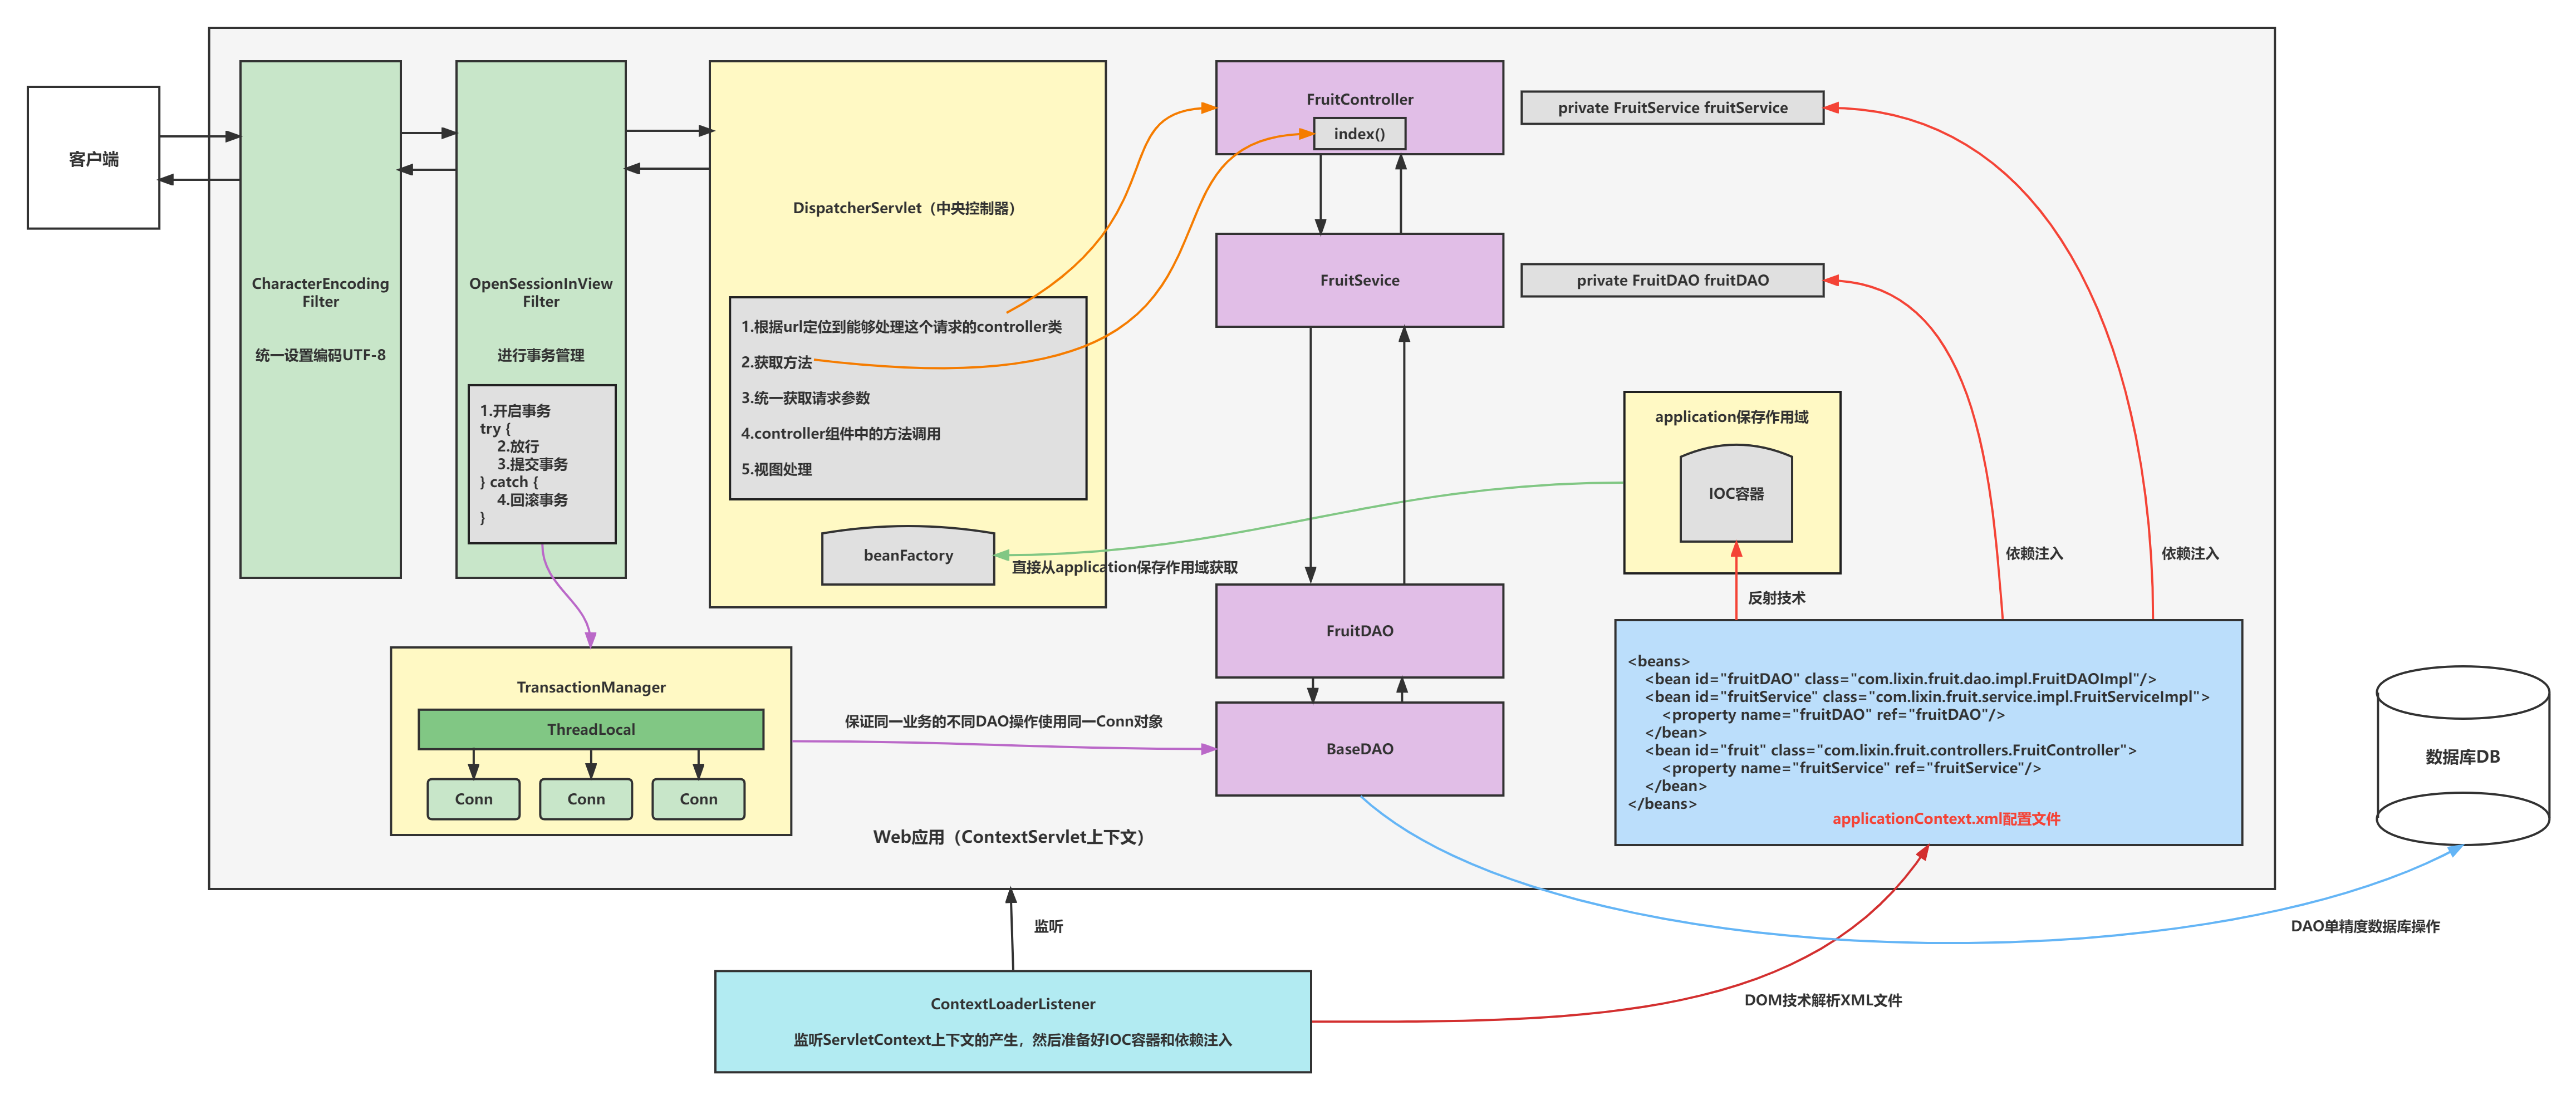 客户端
CharacterEncoding
Filter
统一设置编码UTF-8
OpenSessionInView
Filter
进行事务管理
1.开启事务
try {
2.放行
3.提交事务
} catch {
4.回滚事务
}
DispatcherServlet（中央控制器）
1.根据url定位到能够处理这个请求的controller类
2.获取方法
3.统一获取请求参数
4.controller组件中的方法调用
5.视图处理
beanFactory
直接从application保存作用域获取
FruitController
index()
private FruitService fruitService
FruitSevice
private FruitDAO fruitDAO
application保存作用域
IOC容器
反射技术
依赖注入
依赖注入
FruitDAO
BaseDAO
TransactionManager
ThreadLocal
Conn
Conn
Conn
保证同一业务的不同DAO操作使用同一Conn对象
<beans>
<bean id="fruitDAO" class="com.lixin.fruit.dao.impl.FruitDAOImpl"/>
<bean id="fruitService" class="com.lixin.fruit.service.impl.FruitServiceImpl">
<property name="fruitDAO" ref="fruitDAO"/>
</bean>
<bean id="fruit" class="com.lixin.fruit.controllers.FruitController">
<property name="fruitService" ref="fruitService"/>
</bean>
</beans>
applicationContext.xml配置文件
数据库DB
Web应用（ContextServlet上下文）
监听
DAO单精度数据库操作
ContextLoaderListener
监听ServletContext上下文的产生，然后准备好IOC容器和依赖注入
DOM技术解析XML文件